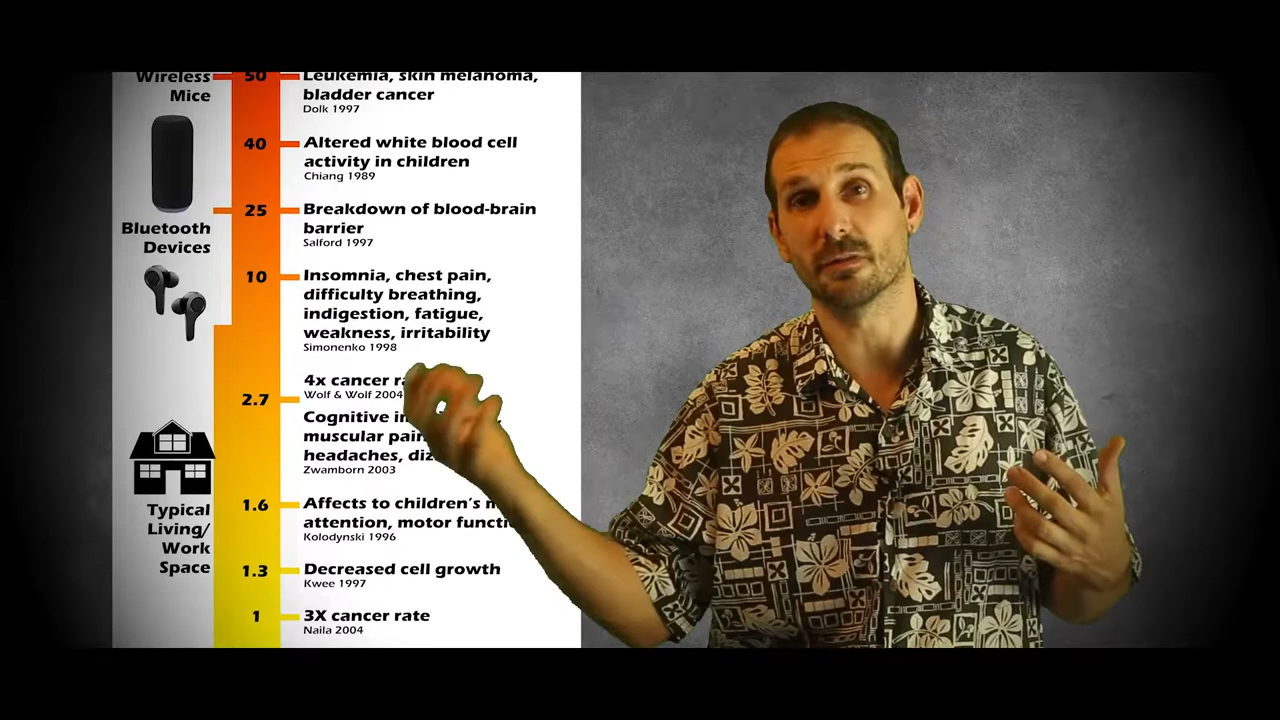 Wireless
Mice
50
Leukemia, skin melanoma,
bladder cancer
Dolk 1997
40
Altered white blood cell
activity in children
Chiang 1989
Bluetooth
Devices
25
Breakdown of blood-brain
barrier
Salford 1997
10
Insomnia, chest pain,
difficulty breathing,
indigestion, fatigue,
weakness, irritability
Simonenko 1998
2.7
4x cancer
Wolf & Wolf 2004
Cognitive
muscular
headaches,
Zwamborn 2003
Typical
Living/
Work
Space
1.6
Affects to children's
attention, motor
Kolodynski 1996
1.3
Decreased cell growth
Kwee 1997
1
3X cancer rate
Naila 2004